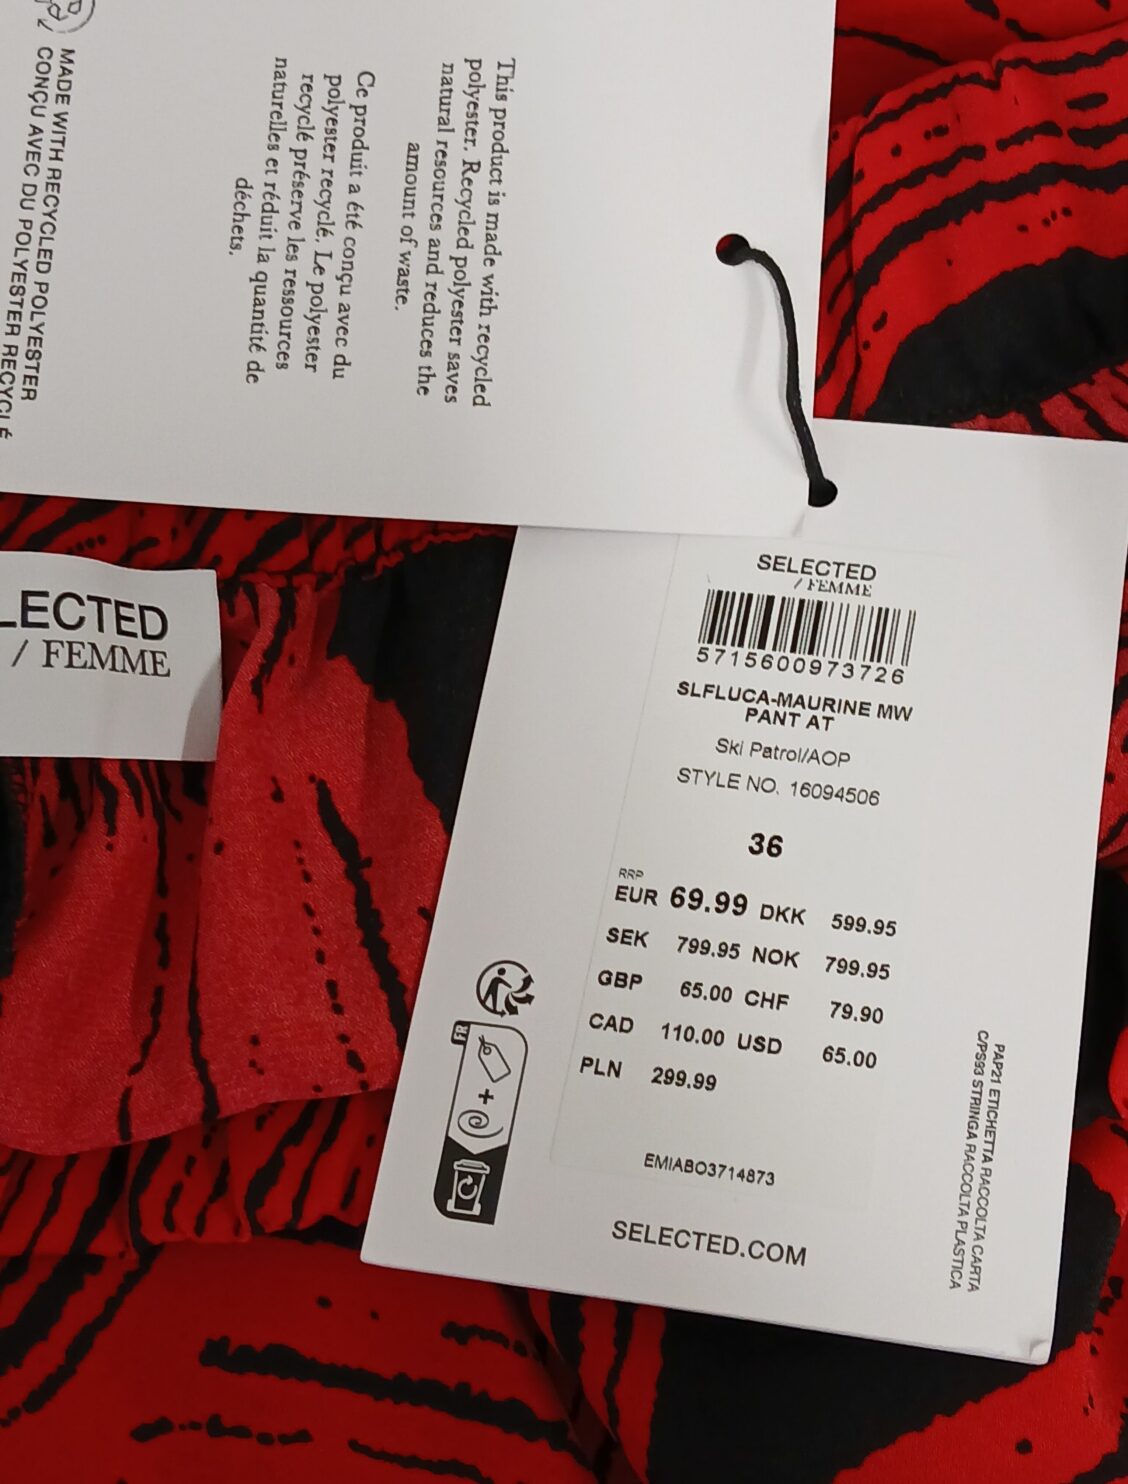 This product is made with recycled
polyester. Recycled polyester saves
natural resources and reduces the
amount of waste.
Ce produit a été conçu avec du
polyester recyclé. Le polyester
recyclé préserve les ressources
naturelles et réduit la quantité de
déchets.
MADE WITH RECYCLED POLYESTER
CONÇU AVEC DU POLYESTER RECYCLÉ
LECTED
/ FEMME
SELECTED
/ FEMME
5715600973726
SLFLUCA-MAURINE MW
PANT AT
Ski Patrol/AOP
STYLE NO. 16094506
36
RRP
EUR 69.99 DKK 599.95
SEK 799.95 NOK 799.95
GBP 65.00 CHF 79.90
CAD 110.00 USD 65.00
PLN 299.99
FR
EMIABO3714873
SELECTED.COM
PAP21 ETICHETTA RACCOLTA CARTA
C/PS93 STRINGA RACCOLTA PLASTICA